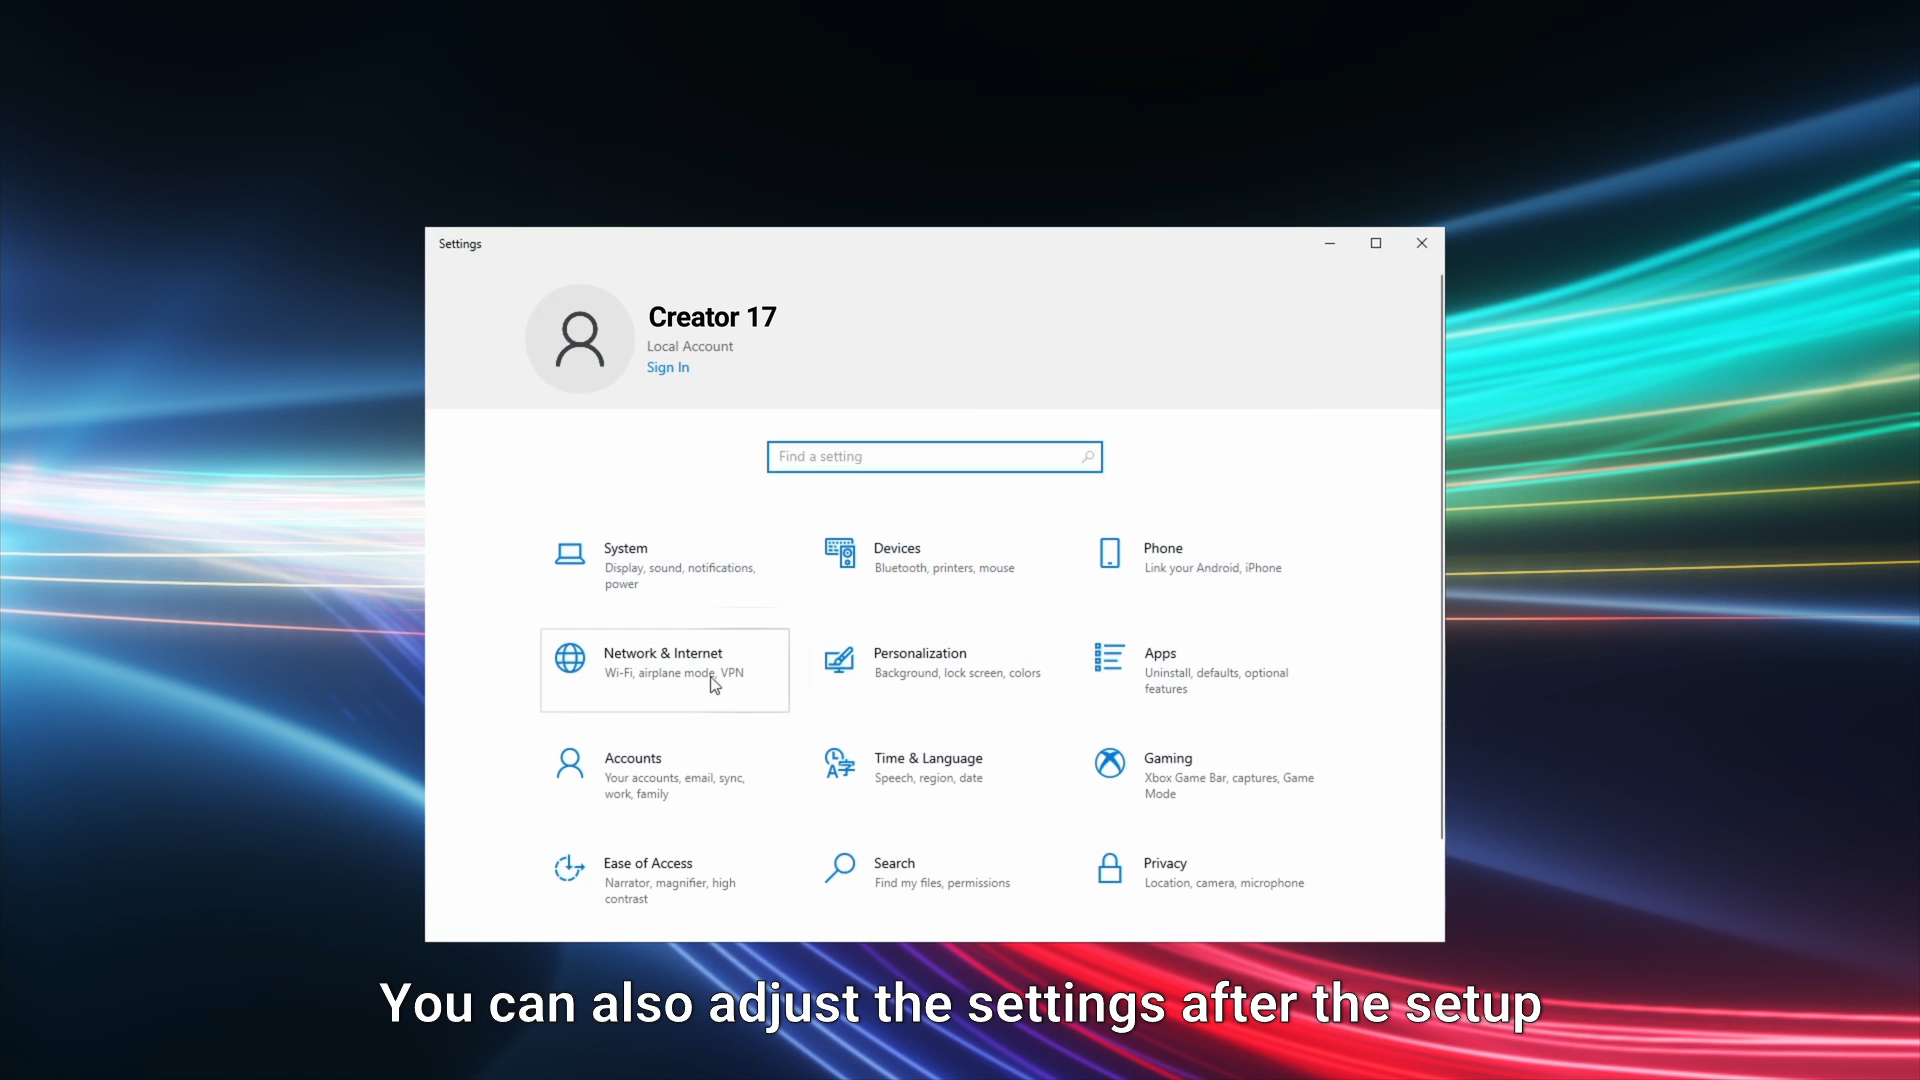 Settings
Creator 17
Local Account
Sign In
Find a setting
System
Display, sound, notifications,
power
Devices
Bluetooth, printers, mouse
Phone
Link your Android, iPhone
Network & Internet
Wi-Fi, airplane mode, VPN
Personalization
Background, lock screen, colors
Apps
Uninstall, defaults, optional
features
Accounts
Your accounts, email, sync,
work, family
Time & Language
Speech, region, date
Gaming
Xbox Game Bar, captures, Game
Mode
Ease of Access
Narrator, magnifier, high
contrast
Search
Find my files, permissions
Privacy
Location, camera, microphone
You can also adjust the settings after the setup